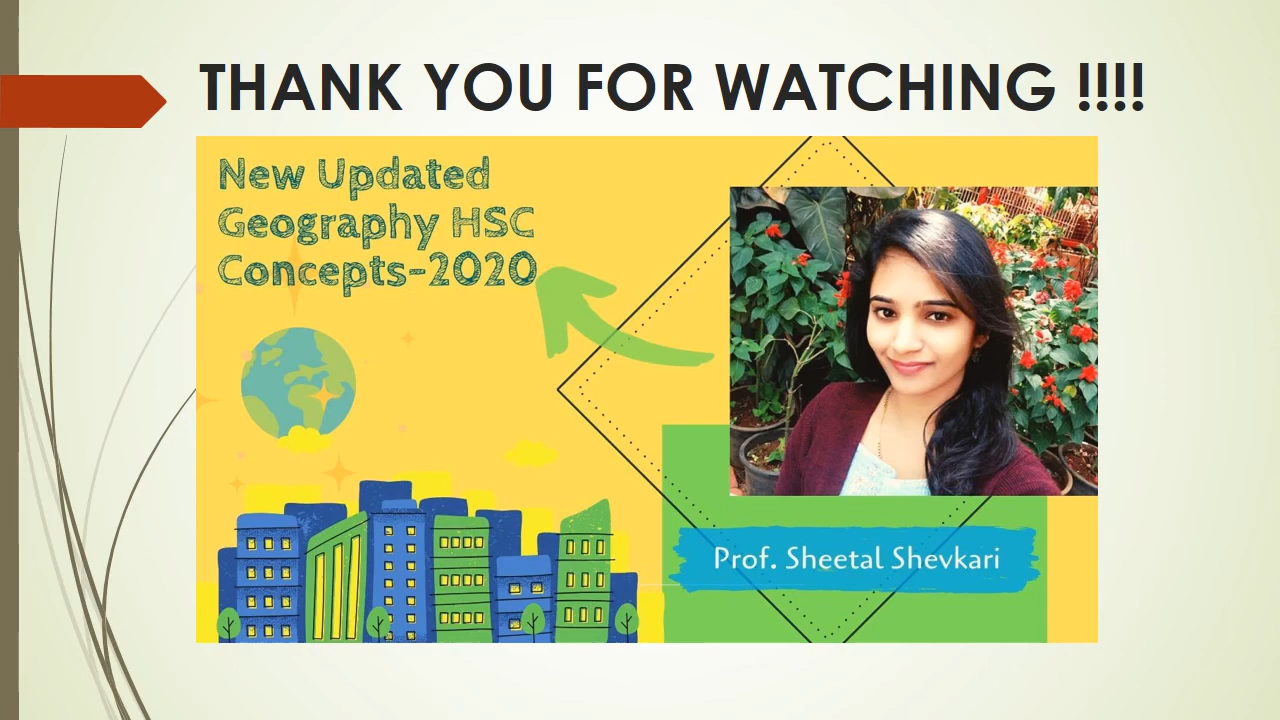 THANK YOU FOR WATCHING !!!!
New Updated
Geography HSC
Concepts-2020
Prof. Sheetal Shevkari